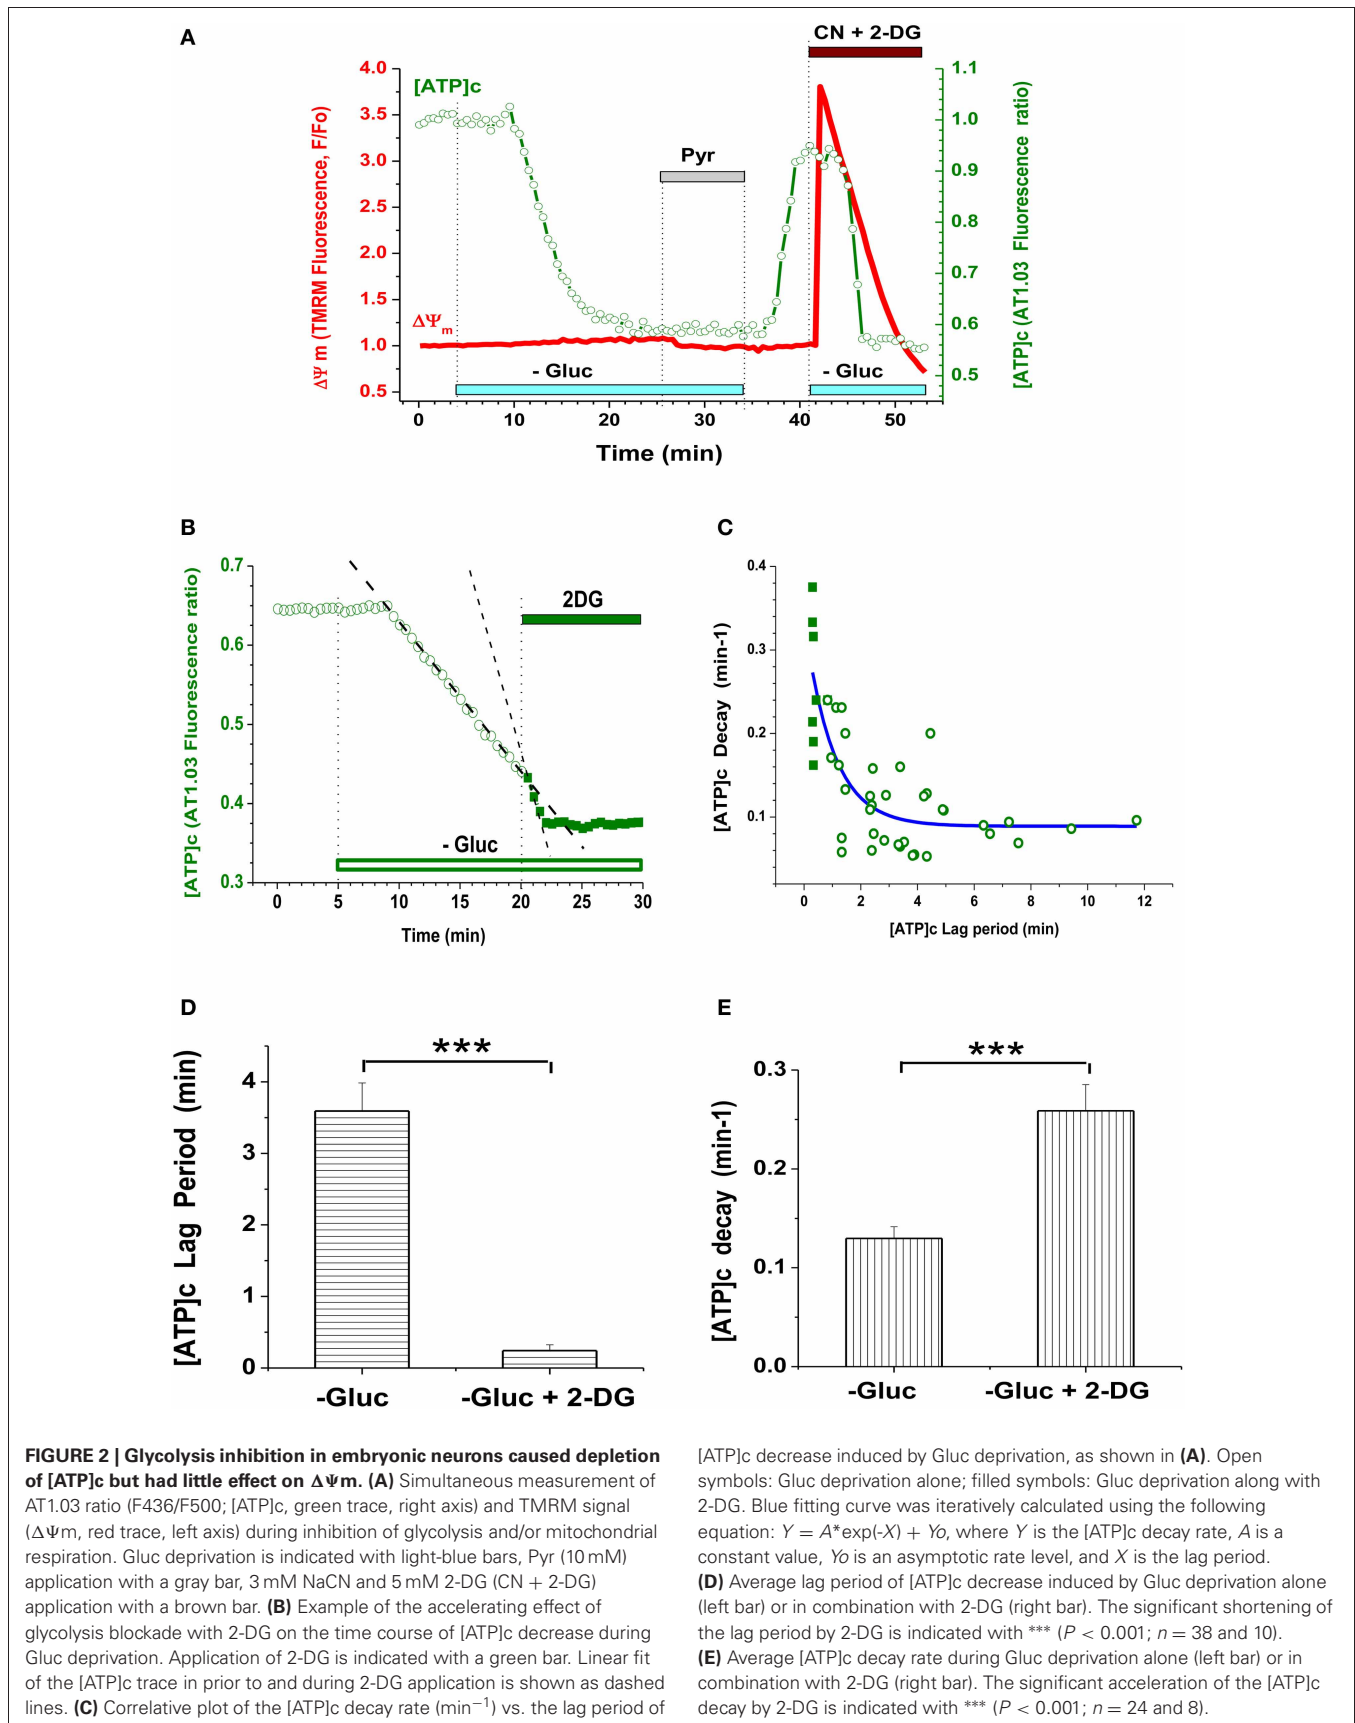 A
CN + 2-DG
4.0
3.5
3.0
2.5
2.0
1.5
1.0
0.5
ΔΨ m (TMRM Fluorescence, F/Fo)
[ATP]c
Pyr
ΔΨm
- Gluc
- Gluc
1.1
1.0
0.9
0.8
0.7
0.6
0.5
[ATP]c (AT1.03 Fluorescence ratio)
0 10 20 30 40 50
Time (min)
B
0.7
0.6
0.5
0.4
0.3
[ATP]c (AT1.03 Fluorescence ratio)
2DG
- Gluc
0 5 10 15 20 25 30
Time (min)
C
0.4
0.3
0.2
0.1
[ATP]c Decay (min-1)
0 2 4 6 8 10 12
[ATP]c Lag period (min)
D
***
4
3
2
1
0
[ATP]c Lag Period (min)
-Gluc -Gluc + 2-DG
E
***
0.3
0.2
0.1
0.0
[ATP]c decay (min-1)
-Gluc -Gluc + 2-DG
FIGURE 2 | Glycolysis inhibition in embryonic neurons caused depletion
of [ATP]c but had little effect on ΔΨm. (A) Simultaneous measurement of
AT1.03 ratio (F436/F500; [ATP]c, green trace, right axis) and TMRM signal
(ΔΨm, red trace, left axis) during inhibition of glycolysis and/or mitochondrial
respiration. Gluc deprivation is indicated with light-blue bars, Pyr (10 mM)
application with a gray bar, 3 mM NaCN and 5 mM 2-DG (CN + 2-DG)
application with a brown bar. (B) Example of the accelerating effect of
glycolysis blockade with 2-DG on the time course of [ATP]c decrease during
Gluc deprivation. Application of 2-DG is indicated with a green bar. Linear fit
of the [ATP]c trace in prior to and during 2-DG application is shown as dashed
lines. (C) Correlative plot of the [ATP]c decay rate (min−1) vs. the lag period of
[ATP]c decrease induced by Gluc deprivation, as shown in (A). Open
symbols: Gluc deprivation alone; filled symbols: Gluc deprivation along with
2-DG. Blue fitting curve was iteratively calculated using the following
equation: Y = A*exp(-X) + Yo, where Y is the [ATP]c decay rate, A is a
constant value, Yo is an asymptotic rate level, and X is the lag period.
(D) Average lag period of [ATP]c decrease induced by Gluc deprivation alone
(left bar) or in combination with 2-DG (right bar). The significant shortening of
the lag period by 2-DG is indicated with *** (P < 0.001; n = 38 and 10).
(E) Average [ATP]c decay rate during Gluc deprivation alone (left bar) or in
combination with 2-DG (right bar). The significant acceleration of the [ATP]c
decay by 2-DG is indicated with *** (P < 0.001; n = 24 and 8).